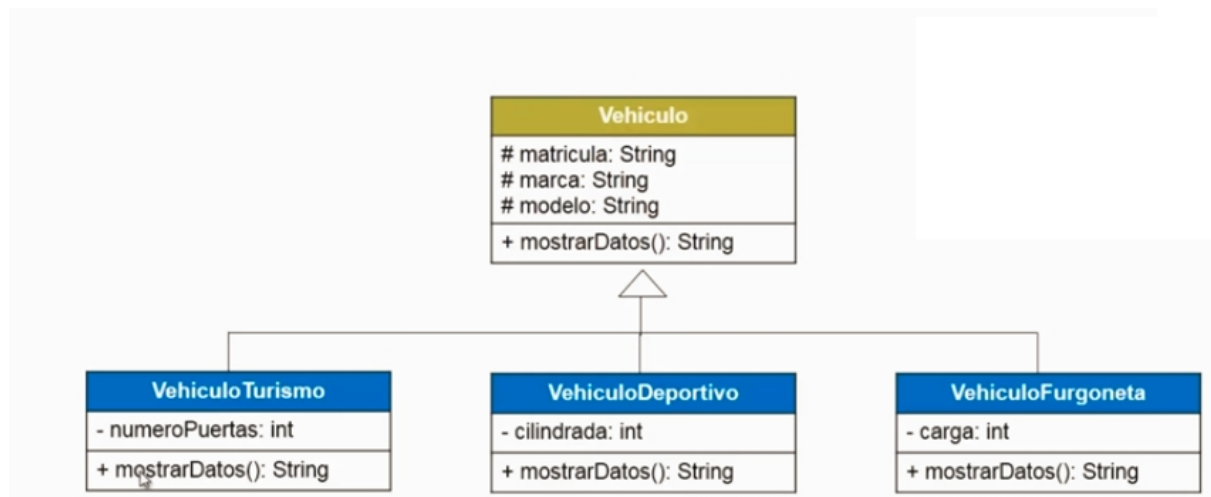 Vehiculo
# matricula: String
# marca: String
# modelo: String
+ mostrarDatos(): String
VehiculoTurismo
- numeroPuertas: int
+ mostrarDatos(): String
VehiculoDeportivo
- cilindrada: int
+ mostrarDatos(): String
VehiculoFurgoneta
- carga: int
+ mostrarDatos(): String